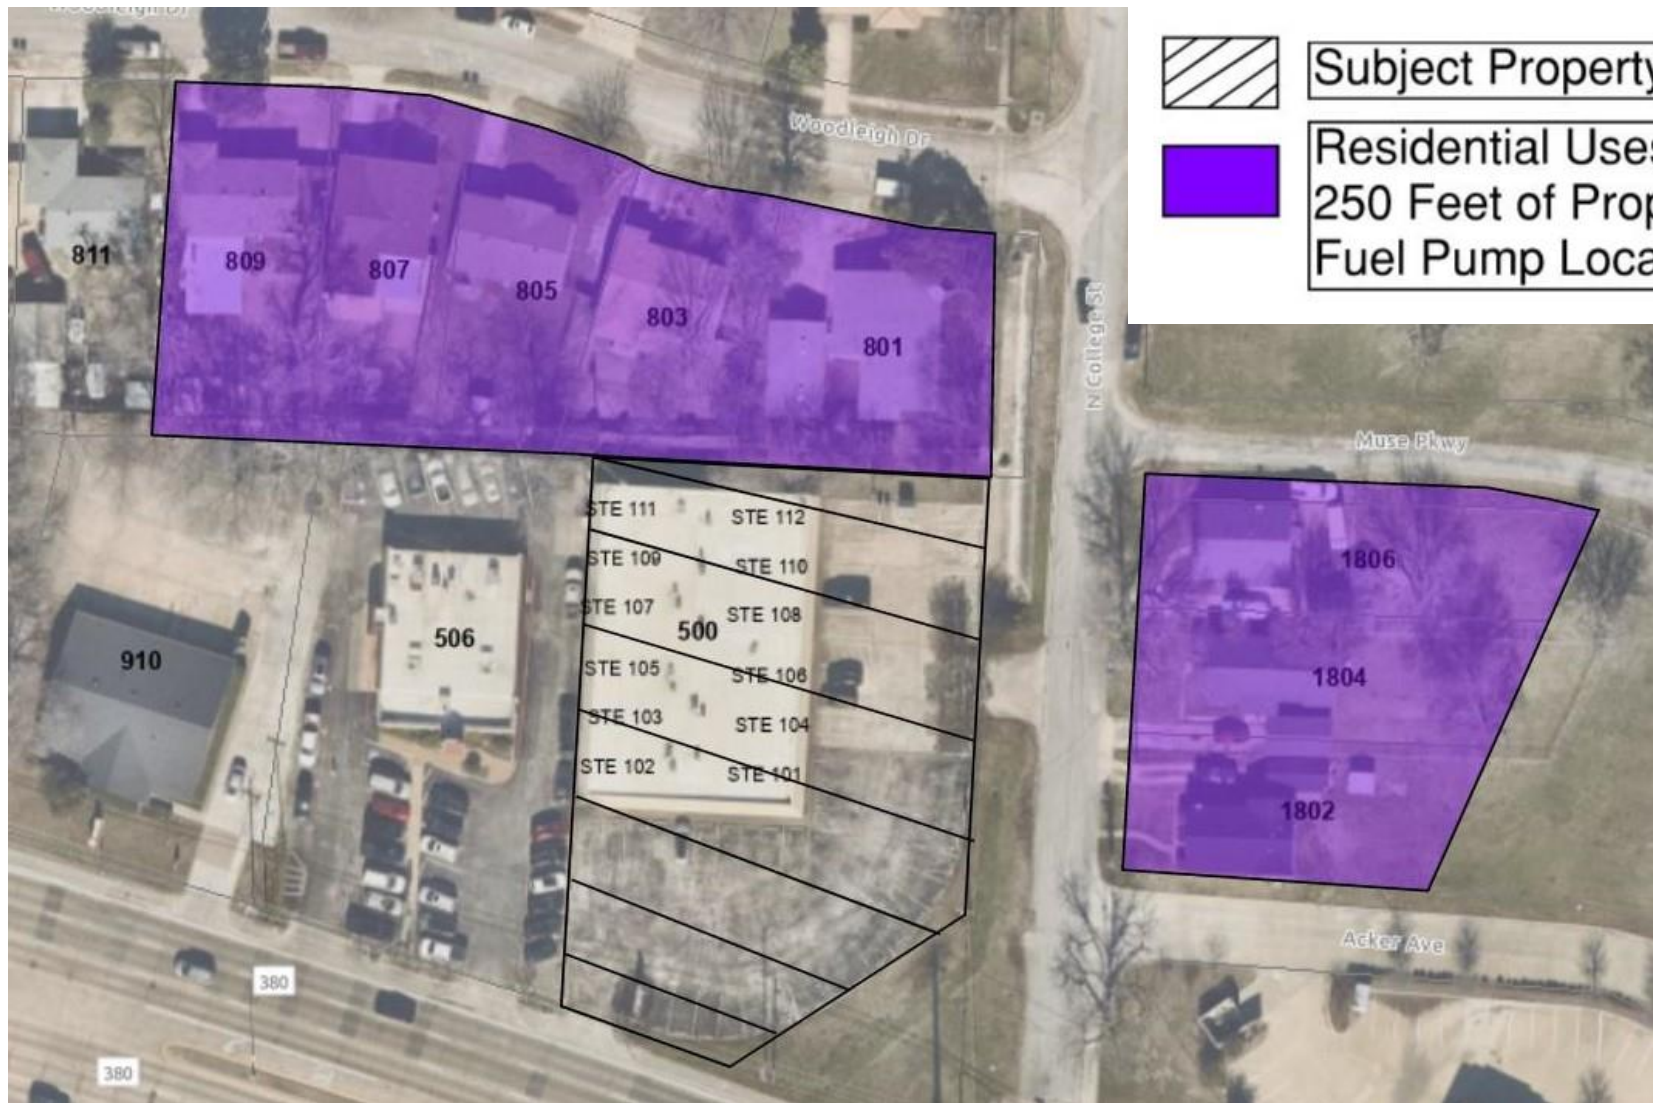 Woodleigh Dr
Subject Property
Residential Uses
250 Feet of Prop
Fuel Pump Loca
Woodleigh Dr
811
809
807
805
803
801
N College St
Muse Pkwy
STE 111
STE 112
STE 109
STE 110
1806
STE 107
STE 108
500
506
910
STE 105
STE 106
1804
STE 103
STE 104
STE 102
STE 101
1802
Acker Ave
380
380